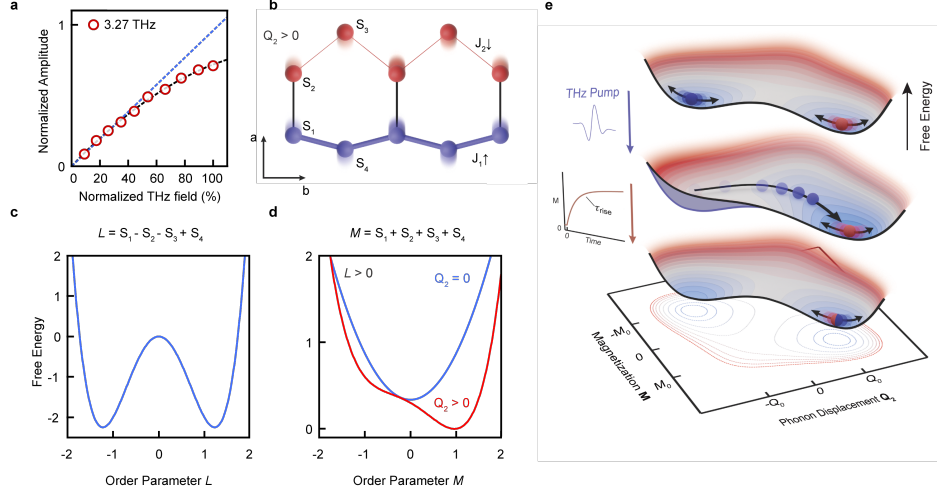 a
Normalized Amplitude
1
0
3.27 THz
0 20 40 60 80 100
Normalized THz field (%)
b
Q₂ > 0
S₃
J₂↓
S₂
S₁
S₄
J₁↑
a
b
c
L = S₁ - S₂ - S₃ + S₄
Free Energy
2
0
-1
-2
-2 -1 0 1 2
Order Parameter L
d
M = S₁ + S₂ + S₃ + S₄
L > 0
Q₂ = 0
Q₂ > 0
2
1
0
-2 -1 0 1 2
Order Parameter M
e
Free Energy
THz Pump
M
τrise
0
0
Time
-M₀
0
M₀
Magnetization M
-Q₀
0
Q₀
Phonon Displacement Q₂